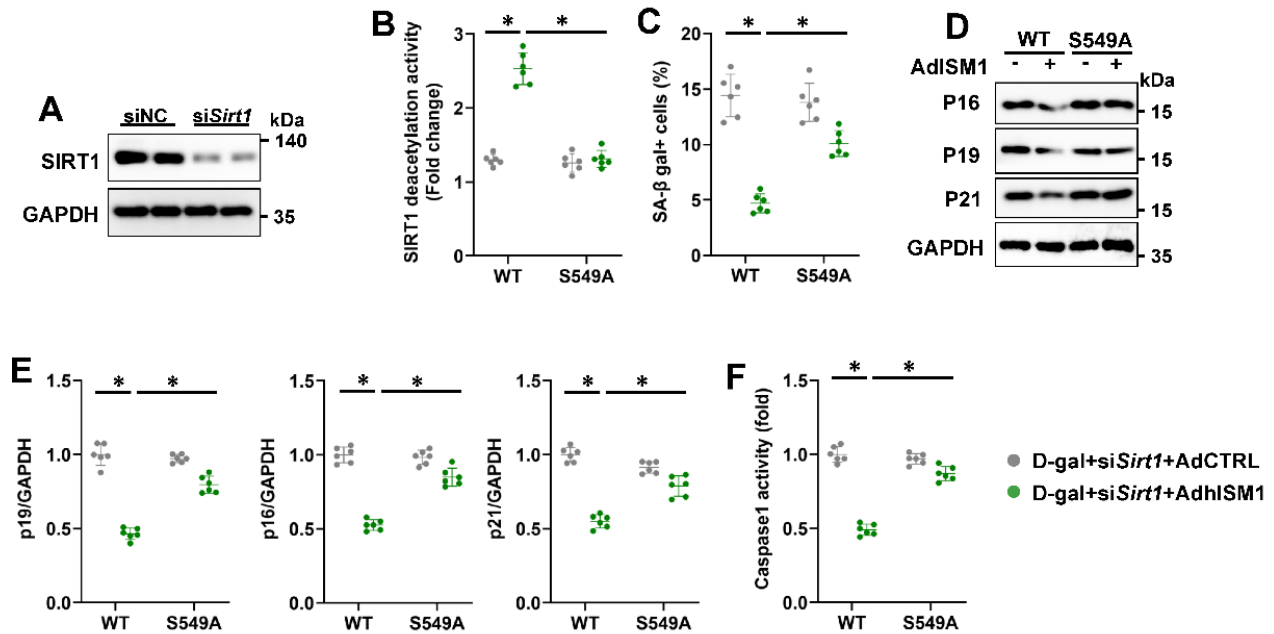 A
siNC siSirt1 kDa
SIRT1 140
GAPDH 35
B
SIRT1 deacetylation activity
(Fold change)
3
2
1
0
* *
WT S549A
C
SA-β gal+ cells (%)
20
15
10
5
0
* *
WT S549A
D
WT S549A
AdISM1 - + - + kDa
P16 15
P19 15
P21 15
GAPDH 35
E
p19/GAPDH
1.5
1.0
0.5
0.0
* *
WT S549A
p16/GAPDH
1.5
1.0
0.5
0.0
* *
WT S549A
p21/GAPDH
1.5
1.0
0.5
0.0
* *
WT S549A
F
Caspase1 activity (fold)
1.5
1.0
0.5
0.0
* *
WT S549A
D-gal+siSirt1+AdCTRL
D-gal+siSirt1+AdhISM1